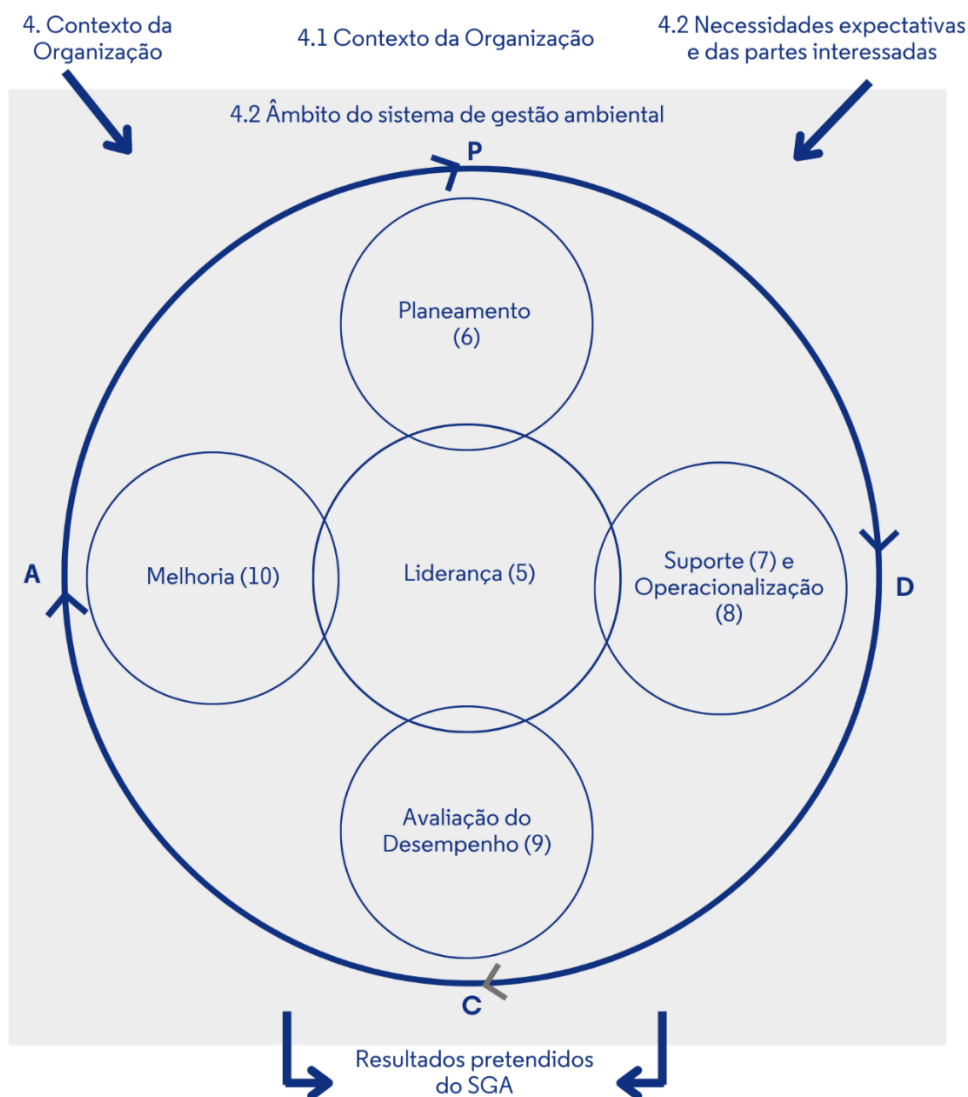 4. Contexto da
Organização
4.1 Contexto da Organização
4.2 Necessidades expectativas
e das partes interessadas
4.2 Âmbito do sistema de gestão ambiental
P
Planeamento
(6)
A
Melhoria (10)
Liderança (5)
Suporte (7) e
Operacionalização
(8)
D
Avaliação do
Desempenho (9)
C
Resultados pretendidos
do SGA